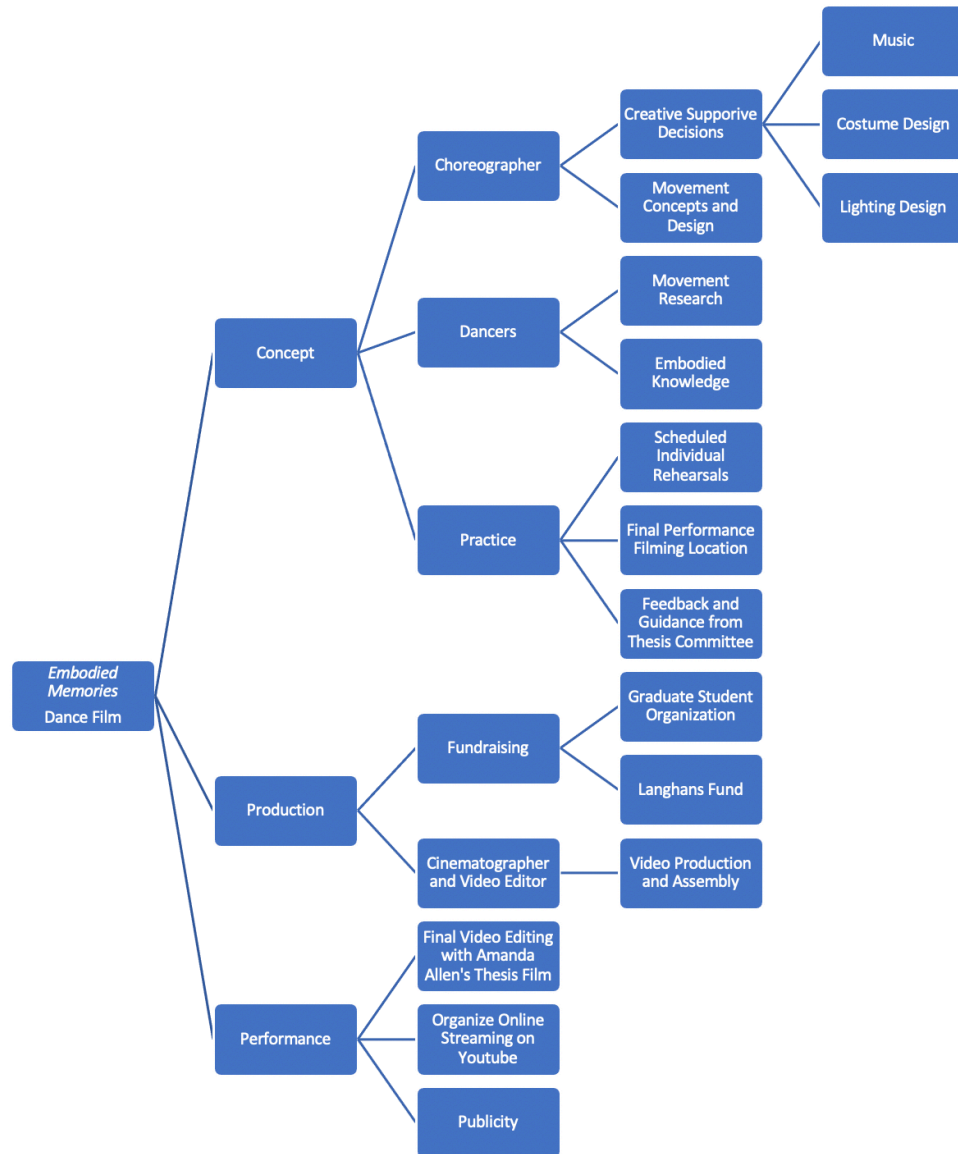 Music
Creative Supporive
Decisions
Costume Design
Choreographer
Movement
Concepts and
Design
Lighting Design
Movement
Research
Concept
Dancers
Embodied
Knowledge
Scheduled
Individual
Rehearsals
Practice
Final Performance
Filming Location
Feedback and
Guidance from
Thesis Committee
Embodied
Memories
Dance Film
Graduate Student
Organization
Fundraising
Langhans Fund
Production
Cinematographer
and Video Editor
Video Production
and Assembly
Final Video Editing
with Amanda
Allen's Thesis Film
Performance
Organize Online
Streaming on
Youtube
Publicity